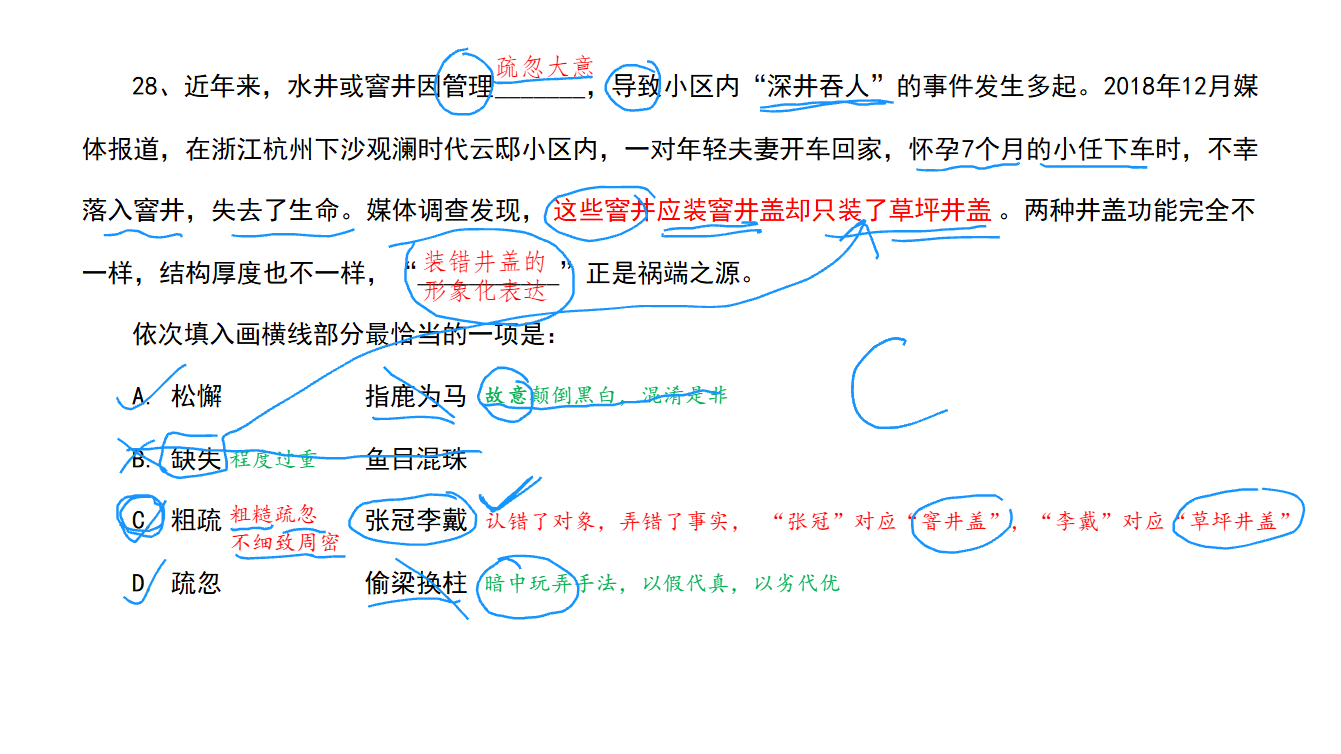 疏忽大意
28、近年来，水井或窨井因管理_______，导致小区内“深井吞人”的事件发生多起。2018年12月媒
体报道，在浙江杭州下沙观澜时代云邸小区内，一对年轻夫妻开车回家，怀孕7个月的小任下车时，不幸
落入窨井，失去了生命。媒体调查发现，这些窨井应装窨井盖却只装了草坪井盖。两种井盖功能完全不
装错井盖的
一样，结构厚度也不一样，“___________”正是祸端之源。
形象化表达
依次填入画横线部分最恰当的一项是：
A. 松懈 指鹿为马 故意颠倒黑白，混淆是非
B. 缺失 程度过重 鱼目混珠
C 粗疏 粗糙疏忽 张冠李戴 认错了对象，弄错了事实，“张冠”对应“窨井盖”，“李戴”对应“草坪井盖”
不细致周密
D 疏忽 偷梁换柱 暗中玩弄手法，以假代真，以劣代优
C